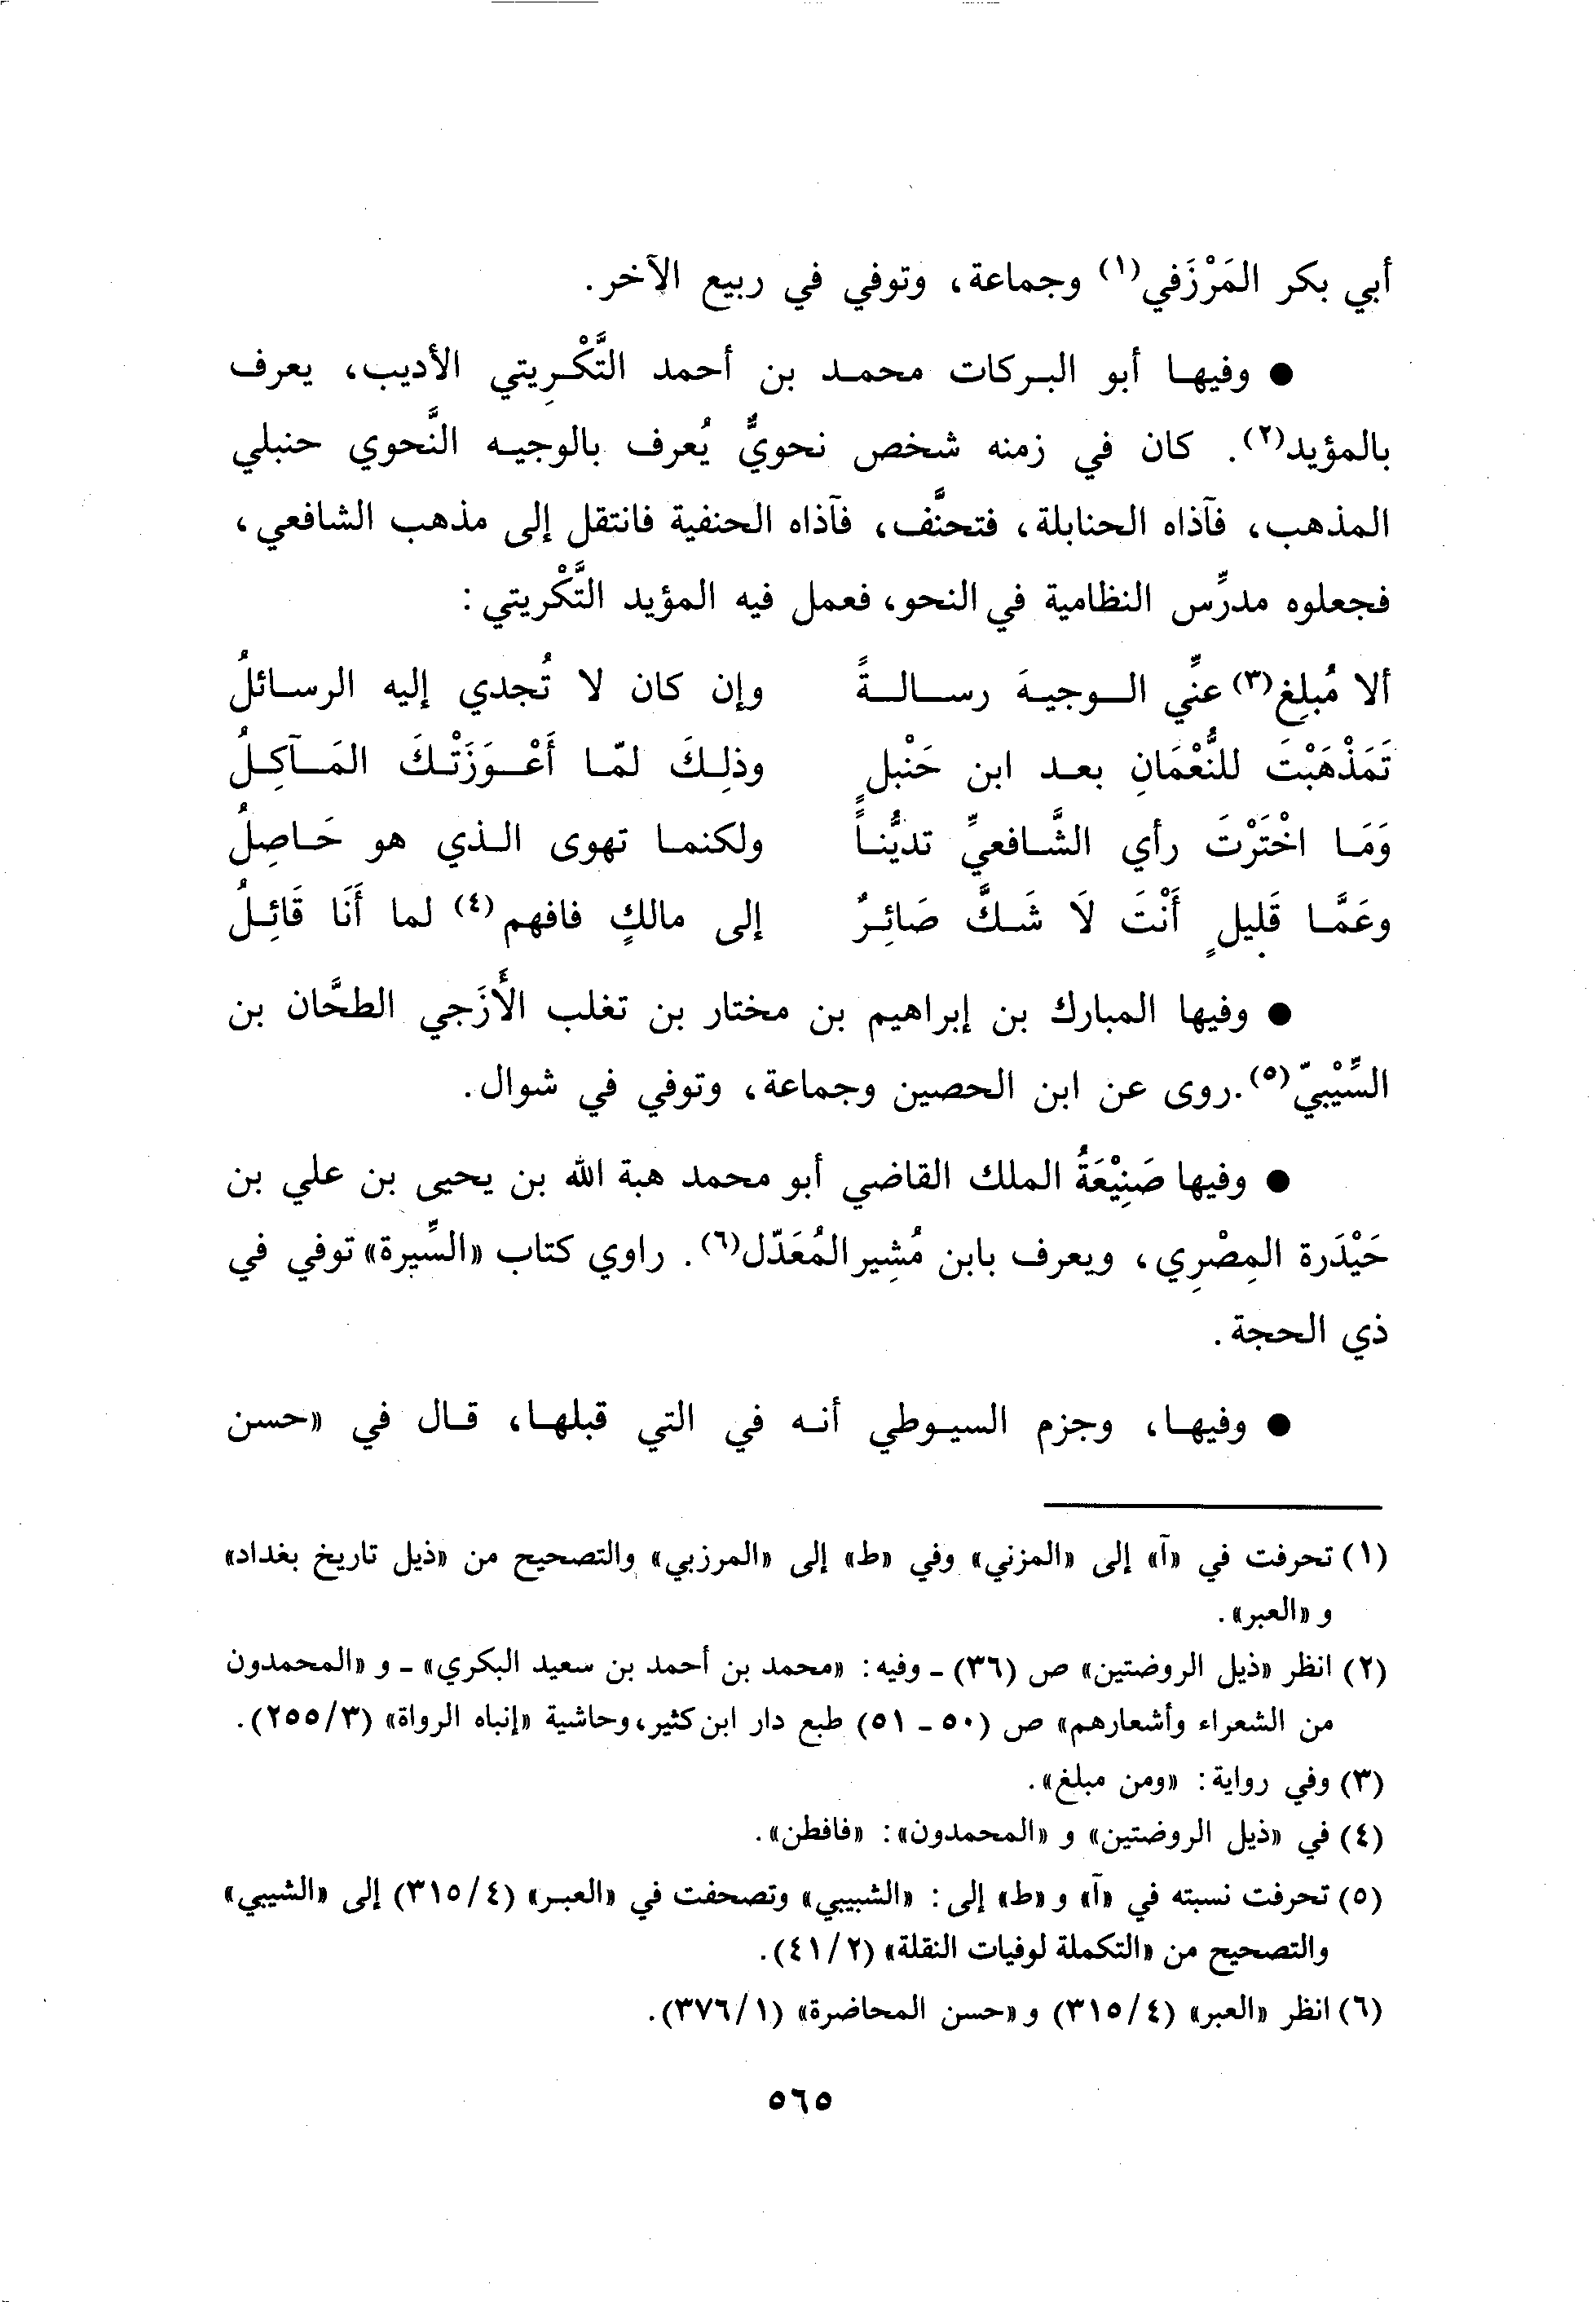 أبي بكر المَرْزَفي(١) وجماعة، وتوفي في ربيع الآخر.
● وفيها أبو البركات محمد بن أحمد التَّكْرِيتي الأديب، يعرف
بالمؤيد(٢). كان في زمنه شخص نحويٌّ يُعرف بالوجيه النَّحوي حنبلي
المذهب، فآذاه الحنابلة، فتحنَّف، فآذاه الحنفية فانتقل إلى مذهب الشافعي،
فجعلوه مدرِّس النظامية في النحو، فعمل فيه المؤيد التَّكْريتي:
ألا مُبلِغ(٣) عنِّي الوجيهَ رسالةً وإن كان لا تُجدي إليه الرسائلُ
تَمَذْهَبْتَ للنُّعْمَانِ بعد ابن حَنْبلٍ وذلِكَ لمّا أَعْوَزَتْكَ المَآكِلُ
وَمَا اخْتَرْتَ رأي الشَّافعيِّ تديُّناً ولكنما تهوى الذي هو حَاصِلُ
وعَمَّا قَلِيلٍ أَنْتَ لَا شَكَّ صَائِرٌ إلى مالكٍ فافهم(٤) لما أَنَا قَائِلُ
● وفيها المبارك بن إبراهيم بن مختار بن تغلب الأَزَجي الطحَّان بن
السِّيْبيّ(٥). روى عن ابن الحصين وجماعة، وتوفي في شوال.
● وفيها صَنِيْعَةُ الملك القاضي أبو محمد هبة الله بن يحيى بن علي بن
حَيْدَرة المِصْرِي، ويعرف بابن مُشِير المُعَدّل(٦). راوي كتاب «السِّيرة» توفي في
ذي الحجة.
● وفيها، وجزم السيوطي أنه في التي قبلها، قال في «حسن
(١) تحرفت في «آ» إلى «المزني» وفي «ط» إلى «المرزبي» والتصحيح من «ذيل تاريخ بغداد»
و «العبر».
(٢) انظر «ذيل الروضتين» ص (٣٦) - وفيه: «محمد بن أحمد بن سعيد البكري» - و «المحمدون
من الشعراء وأشعارهم» ص (٥٠ - ٥١) طبع دار ابن كثير، وحاشية «إنباه الرواة» (٢٥٥/٣).
(٣) وفي رواية: «ومن مبلغ».
(٤) في «ذيل الروضتين» و «المحمدون»: «فافطن».
(٥) تحرفت نسبته في «آ» و «ط» إلى: «الشبيبي» وتصحفت في «العبر» (٣١٥/٤) إلى «الشيبي»
والتصحيح من «التكملة لوفيات النقلة» (٤١/٢).
(٦) انظر «العبر» (٣١٥/٤) و «حسن المحاضرة» (٣٧٦/١).
٥٦٥